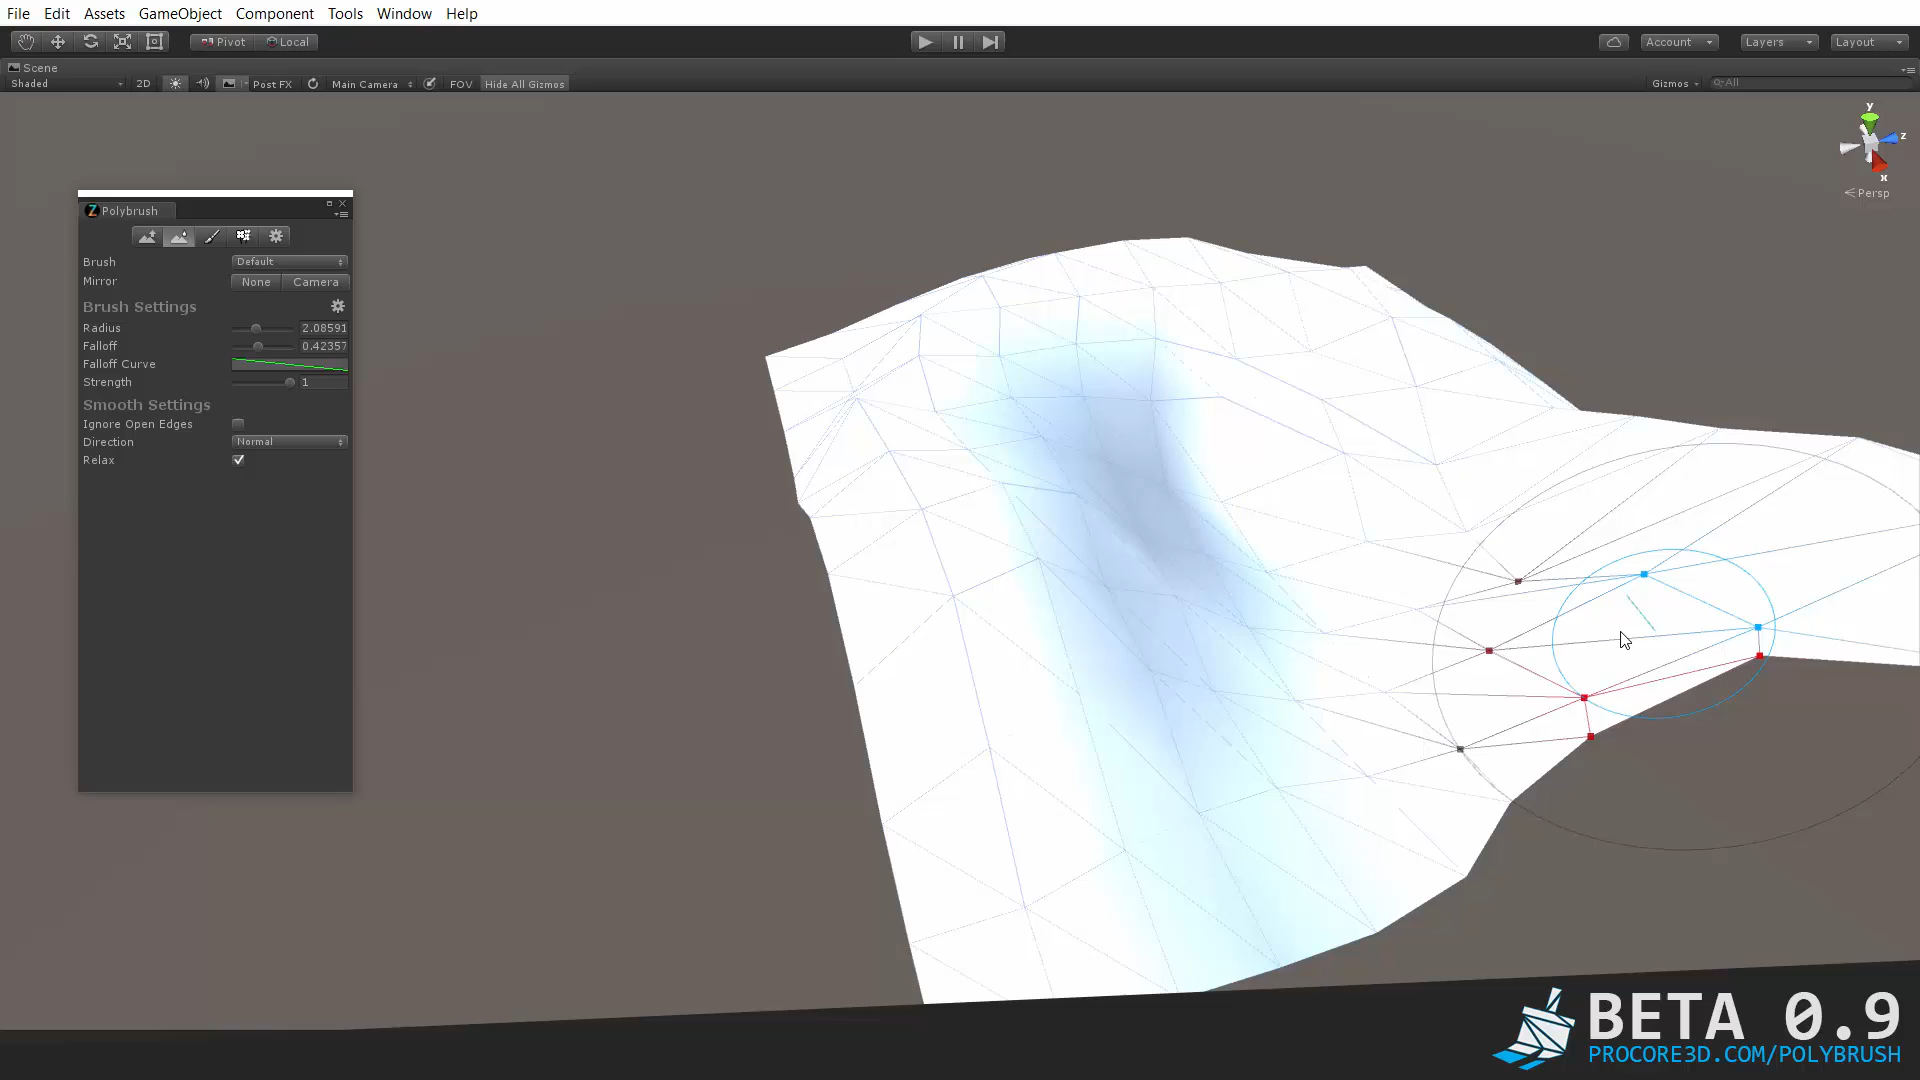 File Edit Assets GameObject Component Tools Window Help
Pivot Local Account Layers Layout
Scene
Shaded 2D Post FX Main Camera FOV Hide All Gizmos Gizmos All
y
z
x
Persp
Polybrush
Brush Default
Mirror None Camera
Brush Settings
Radius 2.08591
Falloff 0.42357
Falloff Curve
Strength 1
Smooth Settings
Ignore Open Edges
Direction Normal
Relax
BETA 0.9
PROCORE3D.COM/POLYBRUSH